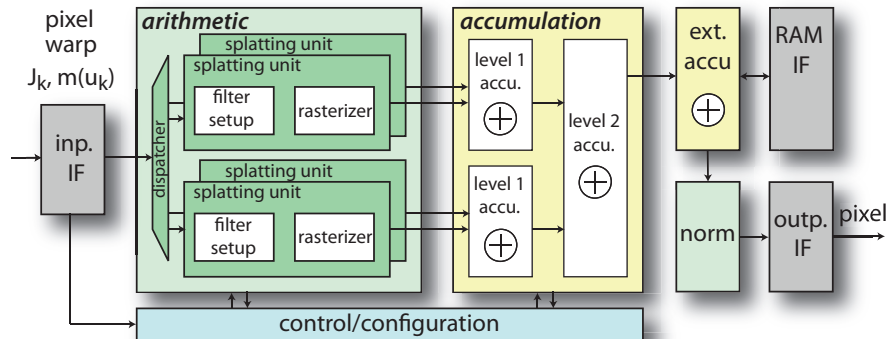 pixel
warp
J_k, m(u_k)
inp.
IF
arithmetic
dispatcher
splatting unit
splatting unit
filter
setup
rasterizer
splatting unit
splatting unit
filter
setup
rasterizer
accumulation
level 1
accu.
level 1
accu.
level 2
accu.
ext.
accu
RAM
IF
norm
outp.
IF
pixel
control/configuration